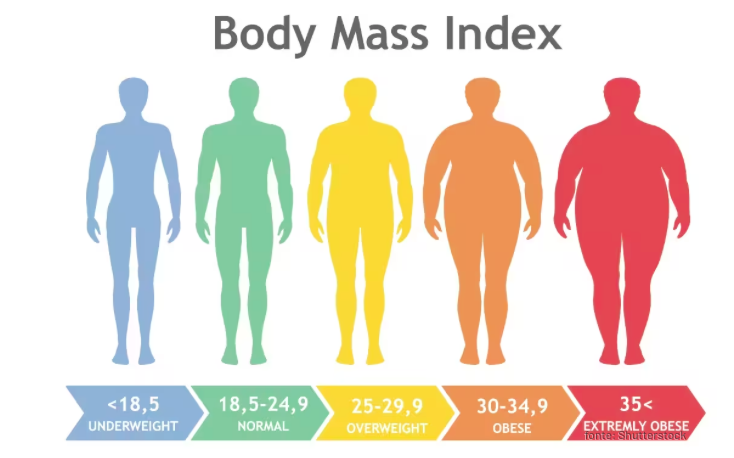 Body Mass Index
<18,5
UNDERWEIGHT
18,5-24,9
NORMAL
25-29,9
OVERWEIGHT
30-34,9
OBESE
35<
EXTREMLY OBESE
fonte: Shutterstock